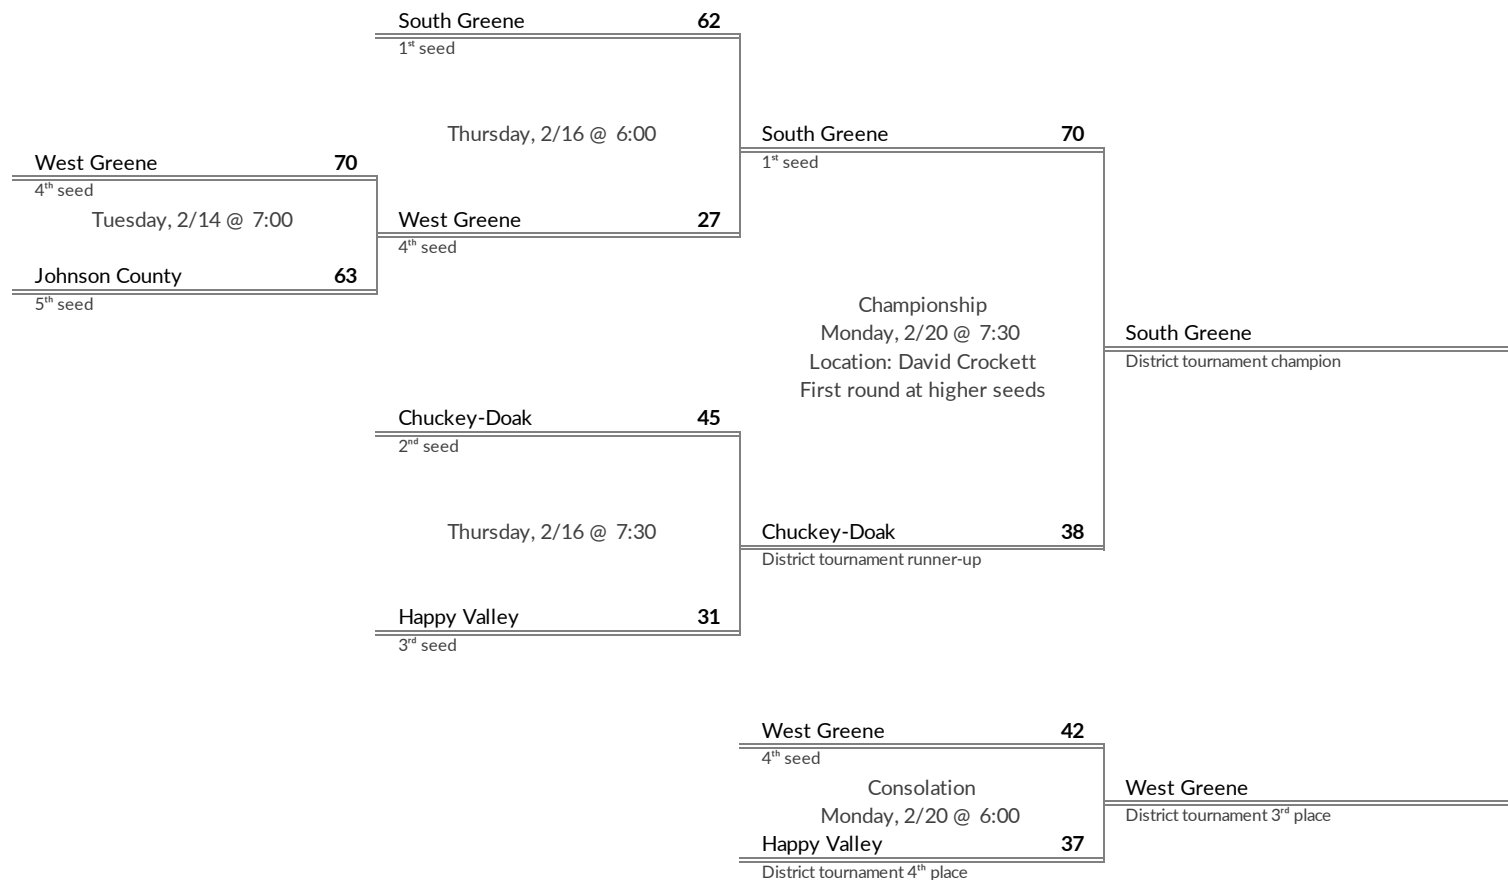 South Greene 62
1st seed
Thursday, 2/16 @ 6:00
West Greene 27
4th seed
West Greene 70
4th seed
Tuesday, 2/14 @ 7:00
Johnson County 63
5th seed
South Greene 70
1st seed
Championship
Monday, 2/20 @ 7:30
Location: David Crockett
First round at higher seeds
South Greene
District tournament champion
Chuckey-Doak 45
2nd seed
Thursday, 2/16 @ 7:30
Happy Valley 31
3rd seed
Chuckey-Doak 38
District tournament runner-up
West Greene 42
4th seed
Consolation
Monday, 2/20 @ 6:00
Happy Valley 37
District tournament 4th place
West Greene
District tournament 3rd place